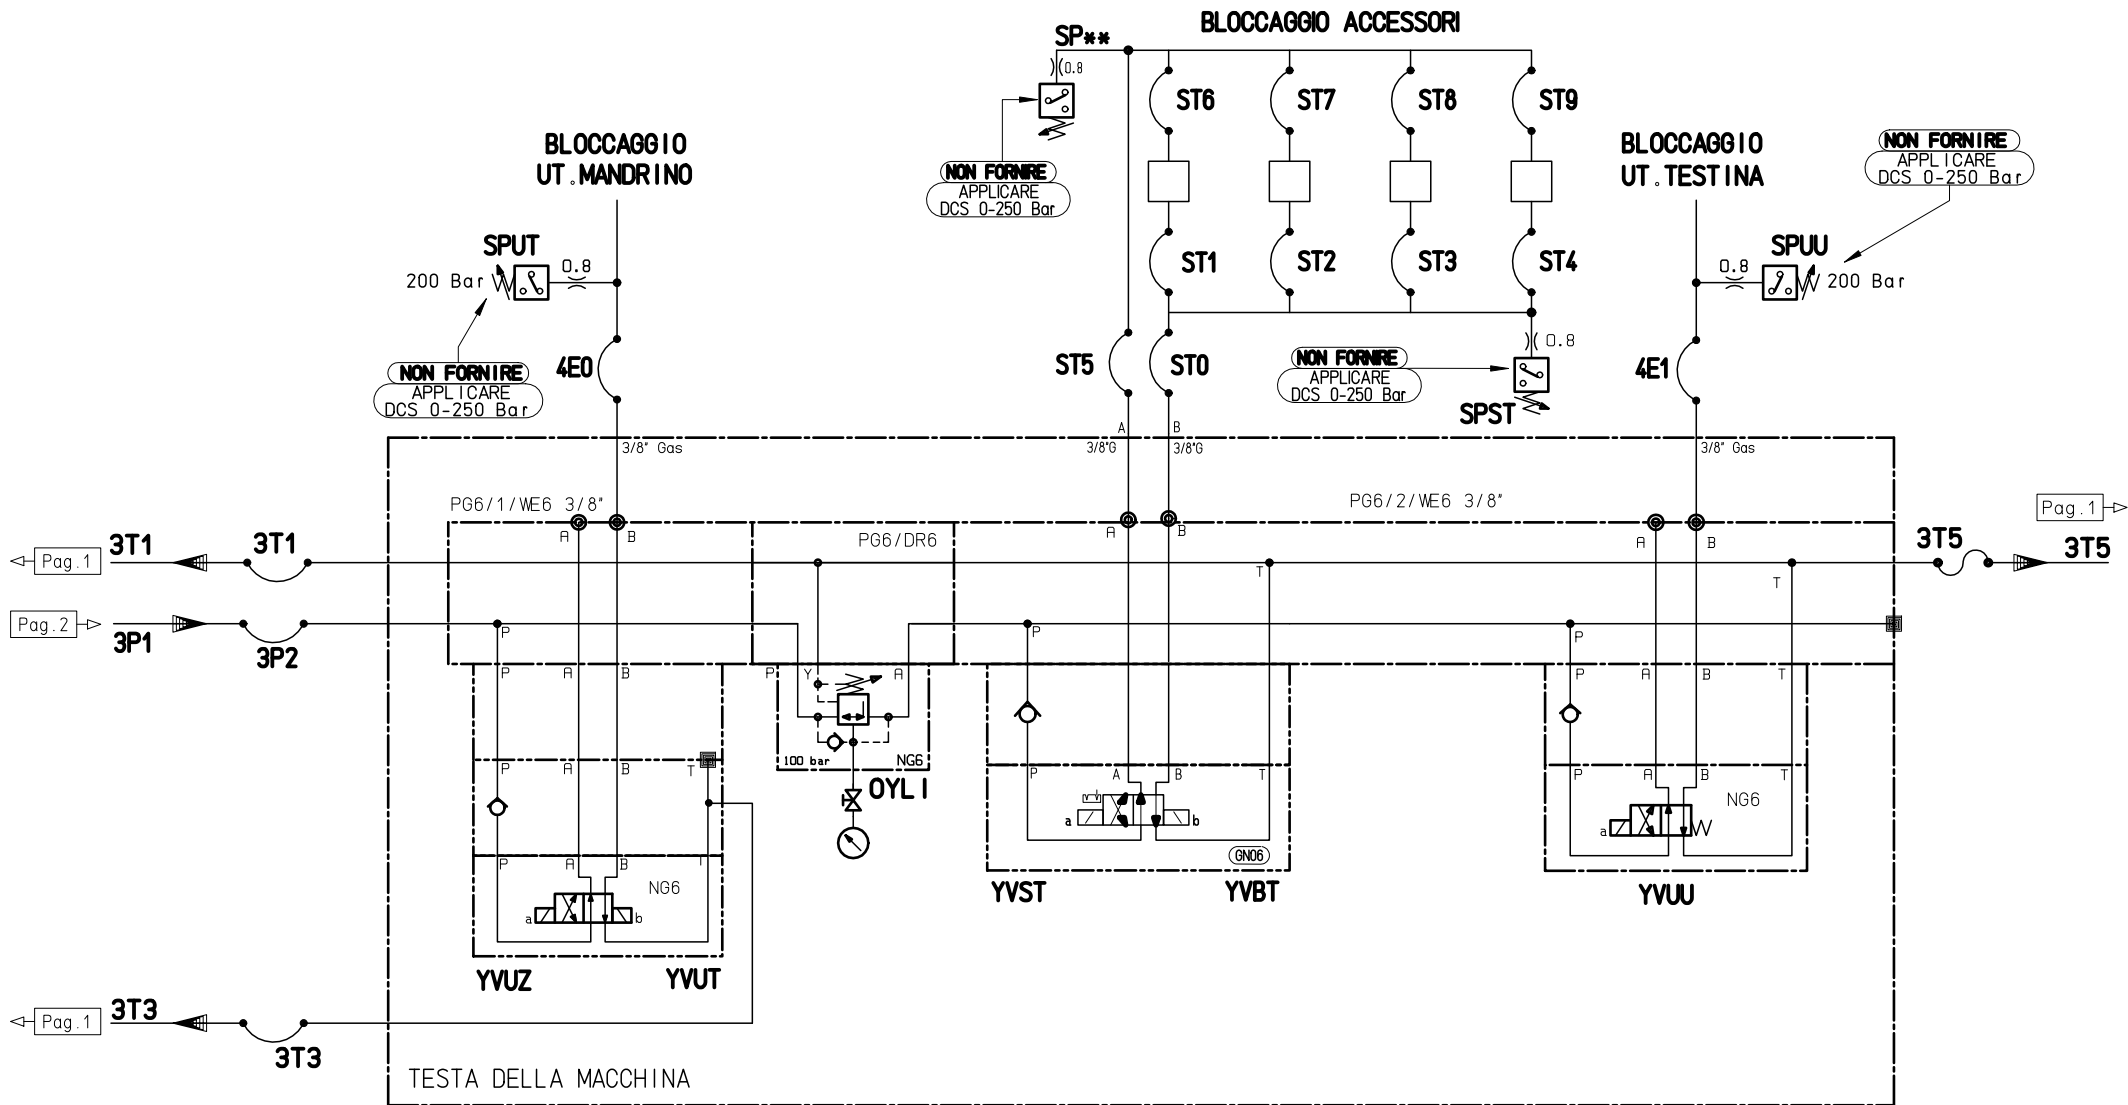 BLOCCAGGIO ACCESSORI
SP**
0.8
ST6
ST7
ST8
ST9
BLOCCAGGIO
UT.MANDRINO
NON FORNIRE
APPLICARE
DCS 0-250 Bar
BLOCCAGGIO
UT.TESTINA
NON FORNIRE
APPLICARE
DCS 0-250 Bar
SPUT
200 Bar
0.8
ST1
ST2
ST3
ST4
SPUU
0.8
200 Bar
NON FORNIRE
APPLICARE
DCS 0-250 Bar
4E0
ST5
ST0
NON FORNIRE
APPLICARE
DCS 0-250 Bar
0.8
SPST
4E1
A
B
3/8" Gas
3/8"G
3/8"G
3/8" Gas
PG6/1/WE6 3/8"
PG6/2/WE6 3/8"
Pag.1
A
B
PG6/DR6
A
B
A
B
Pag.1
3T1
3T1
3T5
3T5
T
T
Pag.2
3P1
3P2
P
P
P
P
A
B
P
Y
A
P
A
B
T
100 bar
NG6
0YLI
P
A
B
T
P
A
B
T
P
A
B
T
a
b
GN06
NG6
a
YVST
YVBT
YVUU
P
A
B
T
NG6
a
b
YVUZ
YVUT
Pag.1
3T3
3T3
TESTA DELLA MACCHINA